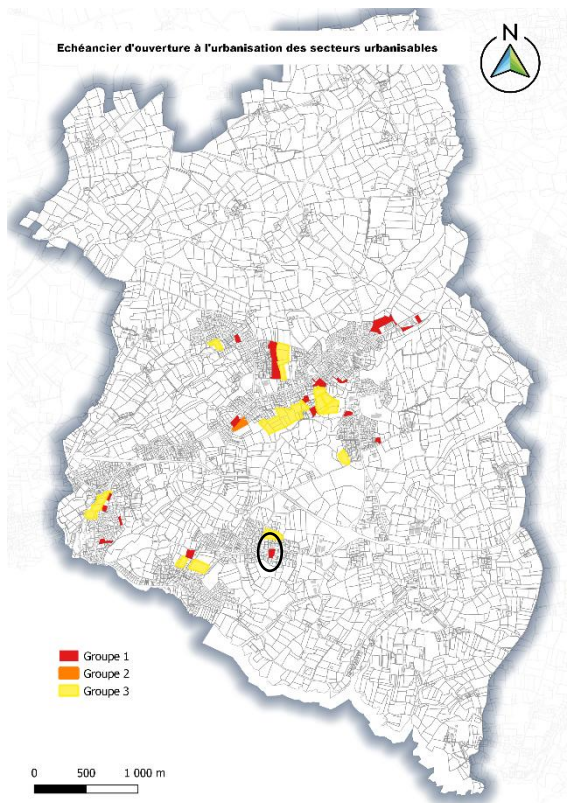 Echéancier d'ouverture à l'urbanisation des secteurs urbanisables
N
Groupe 1
Groupe 2
Groupe 3
0 500 1 000 m